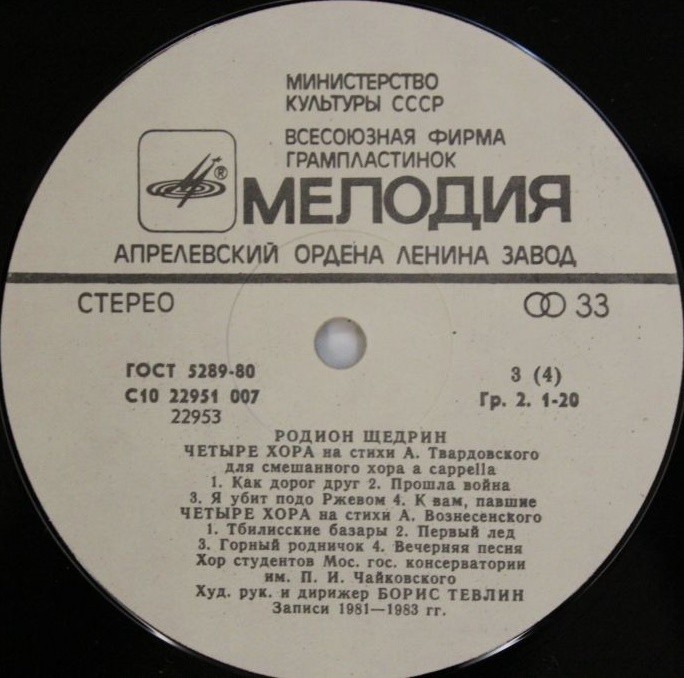 МИНИСТЕРСТВО
КУЛЬТУРЫ СССР
ВСЕСОЮЗНАЯ ФИРМА
ГРАМПЛАСТИНОК
®
МЕЛОДИЯ
АПРЕЛЕВСКИЙ ОРДЕНА ЛЕНИНА ЗАВОД
СТЕРЕО 33
ГОСТ 5289-80 3 (4)
С10 22951 007 Гр. 2. 1-20
22953
РОДИОН ЩЕДРИН
ЧЕТЫРЕ ХОРА на стихи А. Твардовского
для смешанного хора a cappella
1. Как дорог друг 2. Прошла война
3. Я убит подо Ржевом 4. К вам, павшие
ЧЕТЫРЕ ХОРА на стихи А. Вознесенского
1. Тбилисские базары 2. Первый лед
3. Горный родничок 4. Вечерняя песня
Хор студентов Мос. гос. консерватории
им. П. И. Чайковского
Худ. рук. и дирижер БОРИС ТЕВЛИН
Записи 1981—1983 гг.